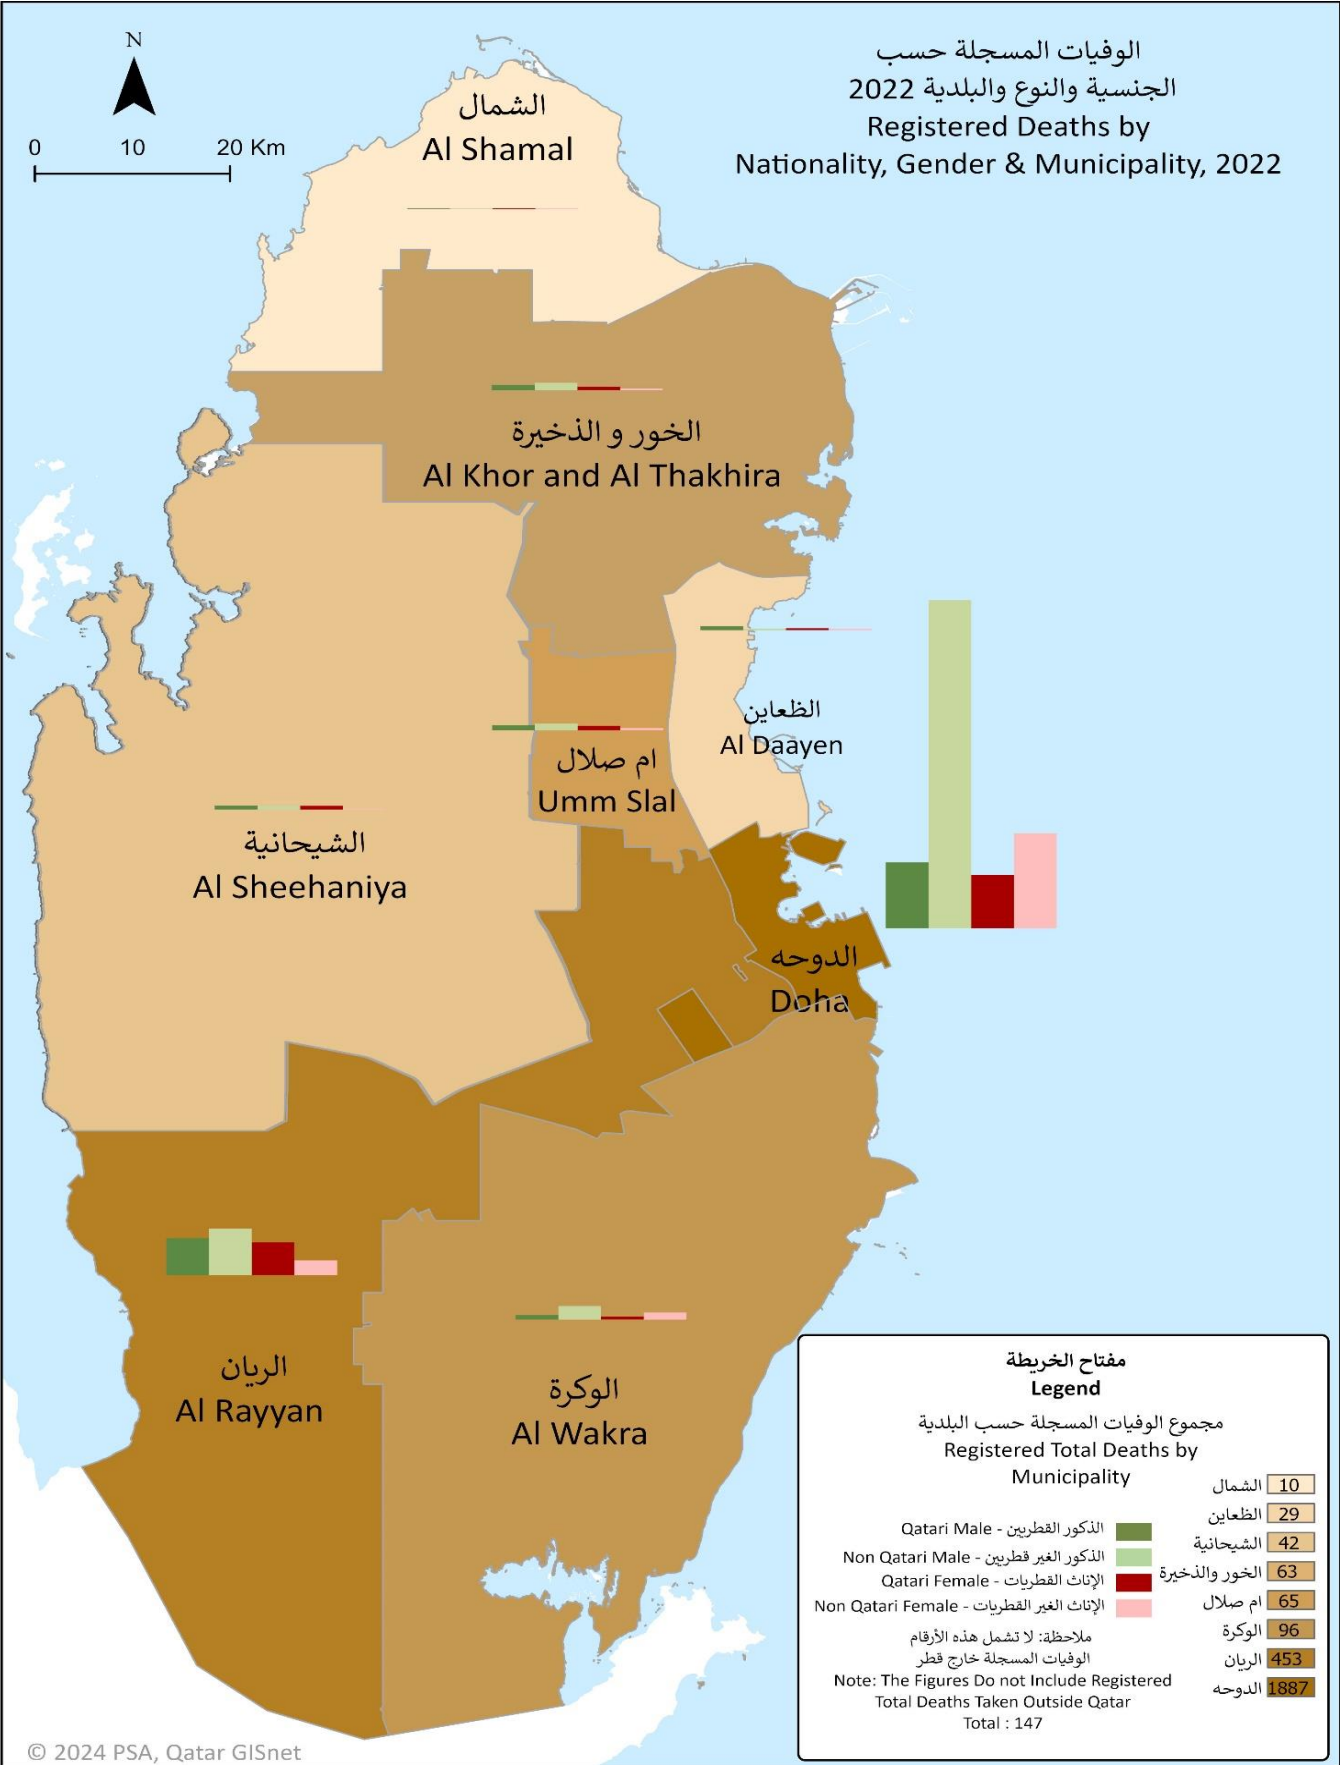 الوفيات المسجلة حسب
الجنسية والنوع والبلدية 2022
Registered Deaths by
Nationality, Gender & Municipality, 2022
N
0 10 20 Km
الشمال
Al Shamal
الخور و الذخيرة
Al Khor and Al Thakhira
الظعاين
Al Daayen
ام صلال
Umm Slal
الشيحانية
Al Sheehaniya
الدوحه
Doha
الريان
Al Rayyan
الوكرة
Al Wakra
مفتاح الخريطة
Legend
مجموع الوفيات المسجلة حسب البلدية
Registered Total Deaths by
Municipality
الشمال 10
الظعاين 29
الشيحانية 42
الخور والذخيرة 63
ام صلال 65
الوكرة 96
الريان 453
الدوحه 1887
Qatari Male - الذكور القطريين
Non Qatari Male - الذكور الغير قطريين
Qatari Female - الإناث القطريات
Non Qatari Female - الإناث الغير القطريات
ملاحظة: لا تشمل هذه الأرقام
الوفيات المسجلة خارج قطر
Note: The Figures Do not Include Registered
Total Deaths Taken Outside Qatar
Total : 147
© 2024 PSA, Qatar GISnet